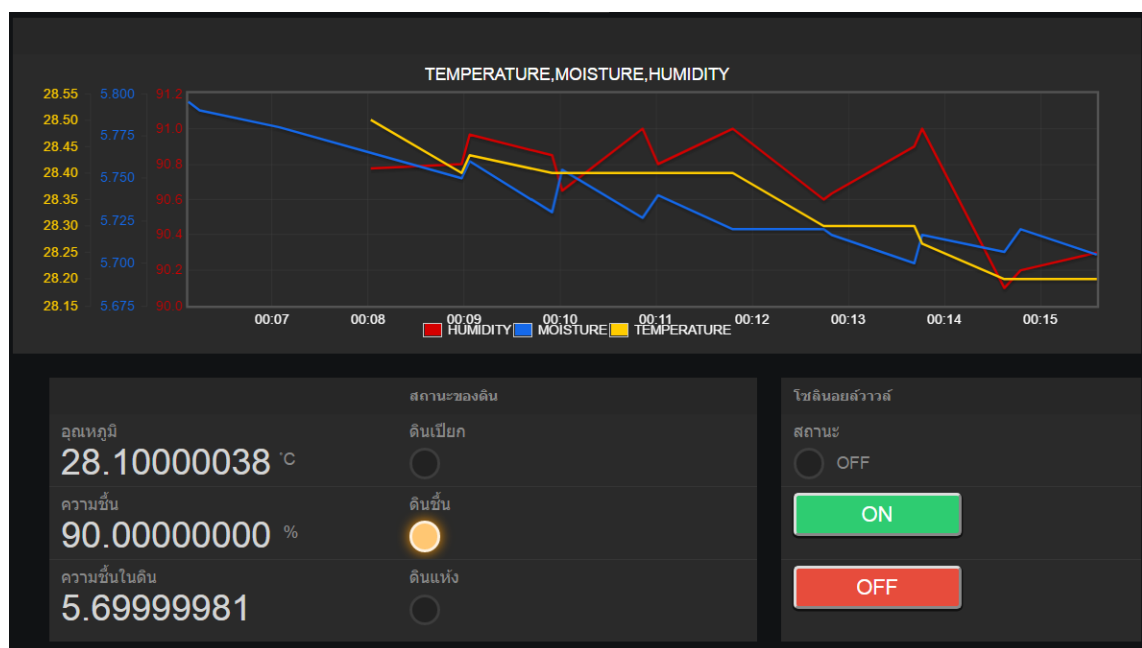 TEMPERATURE,MOISTURE,HUMIDITY
28.55 5.800 91.2
28.50
5.775 91.0
28.45
28.40 5.750 90.8
28.35 90.6
28.30 5.725
28.25 90.4
28.20 5.700 90.2
28.15 5.675 90.0
00:07 00:08 00:09 00:10 00:11 00:12 00:13 00:14 00:15
HUMIDITY MOISTURE TEMPERATURE
สถานะของดิน
อุณหภูมิ
28.10000038 °C
ดินเปียก
ความชื้น
90.00000000 %
ดินชื้น
ความชื้นในดิน
5.69999981
ดินแห้ง
โซลินอยล์วาวล์
สถานะ
OFF
ON
OFF